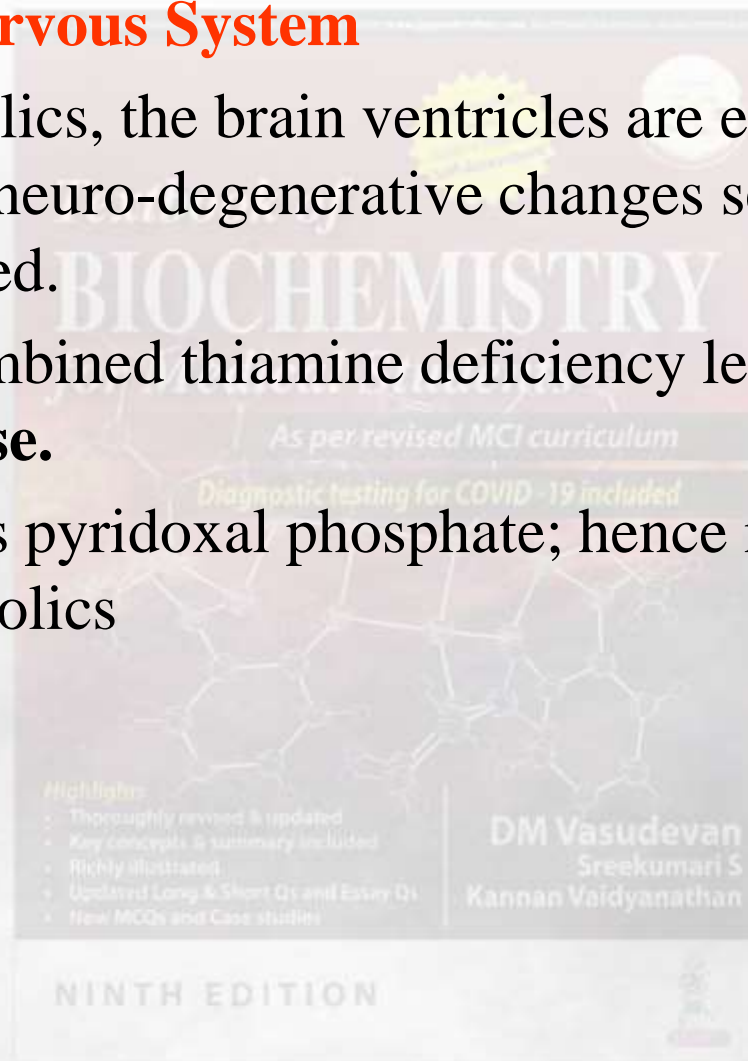 rvous System
lics, the brain ventricles are e
neuro-degenerative changes s
ed.
BIOCHEMISTRY
mbined thiamine deficiency le
As per revised MCI curriculum
se.
Diagnostic testing for COVID -19 included
s pyridoxal phosphate; hence
olics
Highlights
• Thoroughly revised & updated
• Key concepts & summary included
• Richly illustrated
• Updated Long & Short Qs and Essay Qs
• New MCQs and Case studies
DM Vasudevan
Sreekumari S
Kannan Vaidyanathan
NINTH EDITION